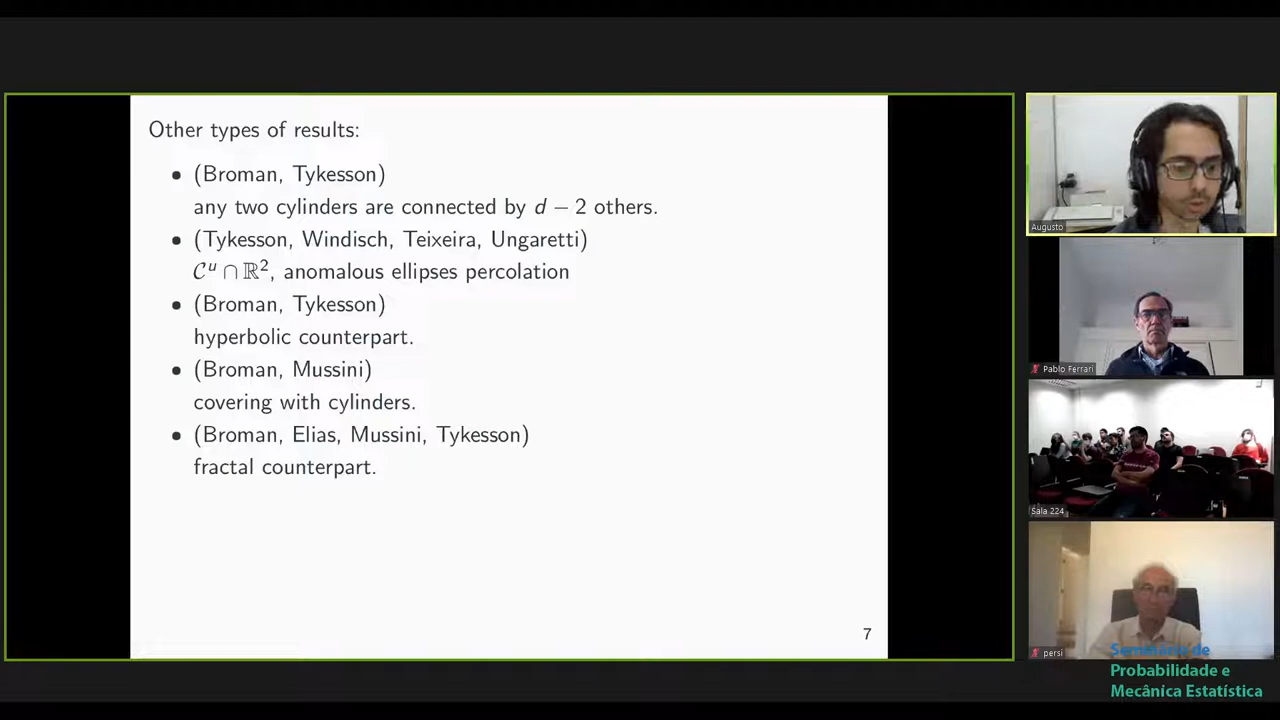 Other types of results:
• (Broman, Tykesson)
any two cylinders are connected by d − 2 others.
• (Tykesson, Windisch, Teixeira, Ungaretti)
𝒞ᵘ ∩ ℝ², anomalous ellipses percolation
• (Broman, Tykesson)
hyperbolic counterpart.
• (Broman, Mussini)
covering with cylinders.
• (Broman, Elias, Mussini, Tykesson)
fractal counterpart.
7
Augusto
Pablo Ferrari
Sala 224
persi
Seminário de
Probabilidade e
Mecânica Estatística